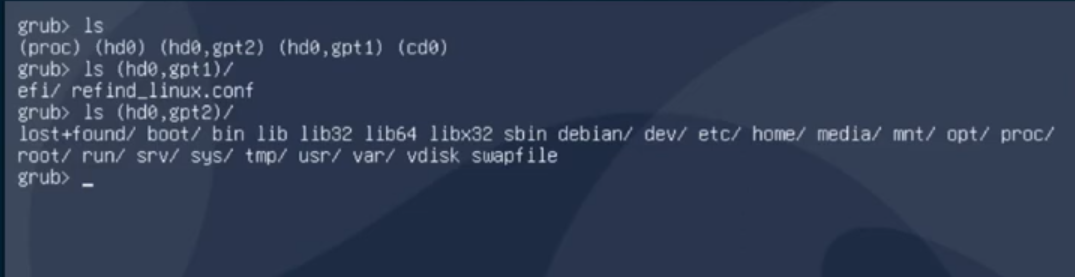 grub> ls
(proc) (hd0) (hd0,gpt2) (hd0,gpt1) (cd0)
grub> ls (hd0,gpt1)/
efi/ refind_linux.conf
grub> ls (hd0,gpt2)/
lost+found/ boot/ bin lib lib32 lib64 libx32 sbin debian/ dev/ etc/ home/ media/ mnt/ opt/ proc/
root/ run/ srv/ sys/ tmp/ usr/ var/ vdisk swapfile
grub> _